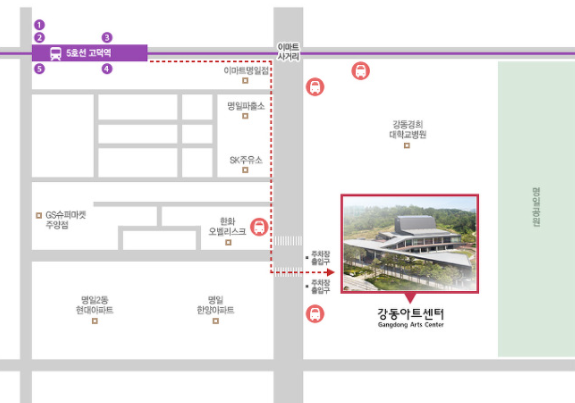 1
2
3
5호선 고덕역
5
4
이마트
사거리
이마트명일점
명일파출소
강동경희
대학교병원
SK주유소
명일공원
GS슈퍼마켓
주양점
한화
오벨리스크
주차장
출입구
주차장
출입구
강동아트센터
Gangdong Arts Center
명일2동
현대아파트
명일
한양아파트